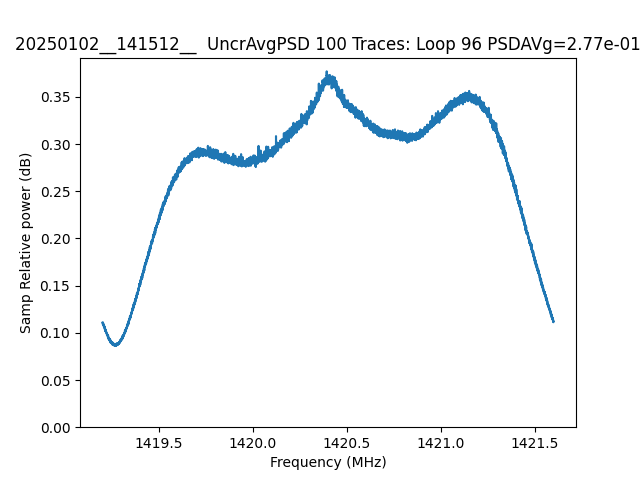 20250102__141512__  UncrAvgPSD 100 Traces: Loop 96 PSDAVg=2.77e-01
0.35
0.30
0.25
0.20
0.15
0.10
0.05
0.00
Samp Relative power (dB)
1419.5 1420.0 1420.5 1421.0 1421.5
Frequency (MHz)